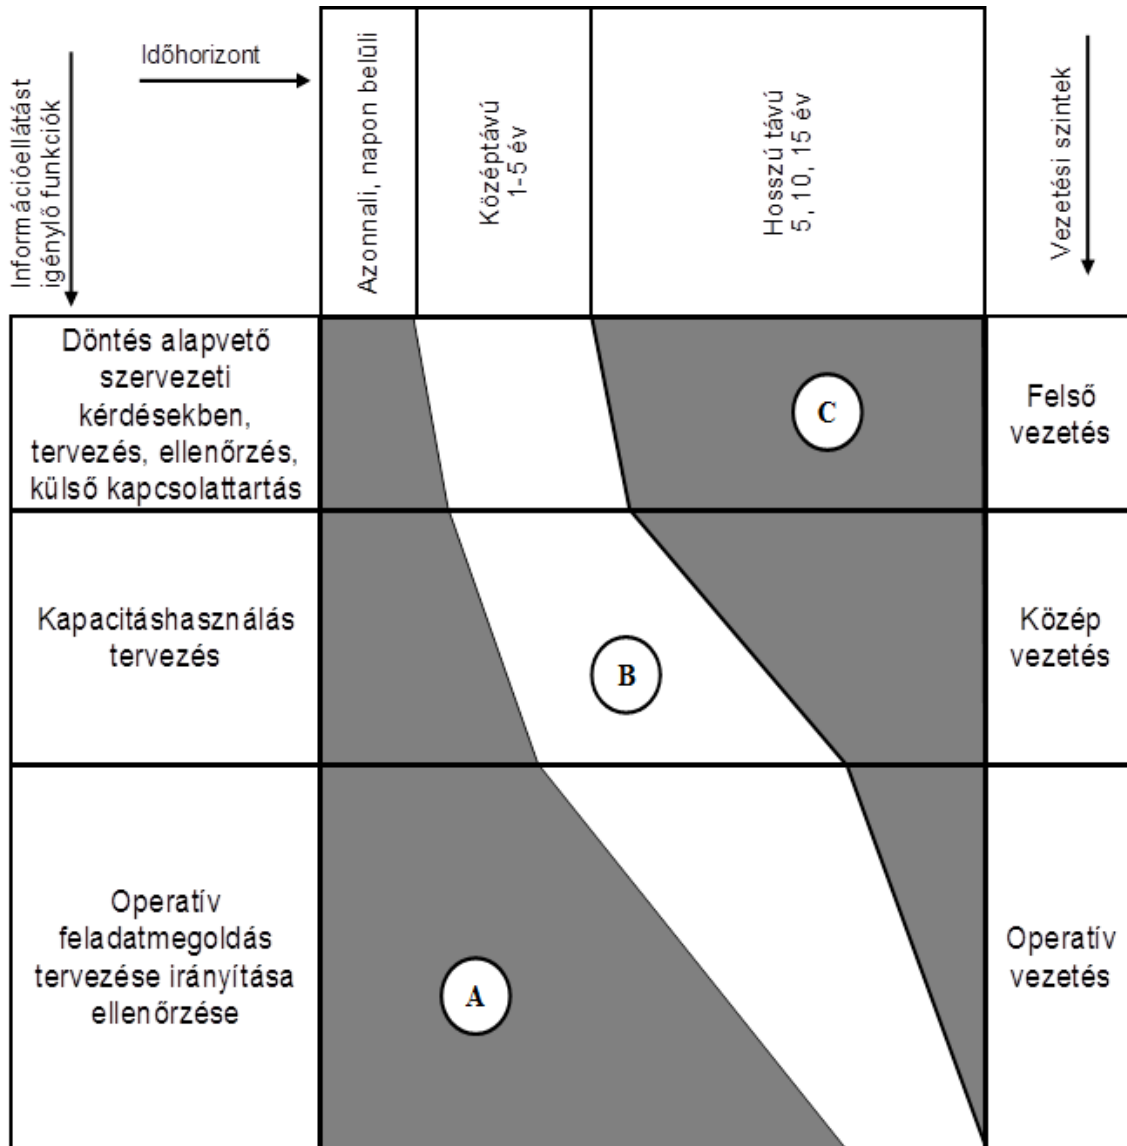 Információellátást
igénylő funkciók
Időhorizont
Azonnali, napon belüli
Középtávú
1-5 év
Hosszú távú
5, 10, 15 év
Vezetési szintek
Döntés alapvető
szervezeti
kérdésekben,
tervezés, ellenőrzés,
külső kapcsolattartás
C
Felső
vezetés
Kapacitáshasználás
tervezés
B
Közép
vezetés
Operatív
feladatmegoldás
tervezése irányítása
ellenőrzése
A
Operatív
vezetés